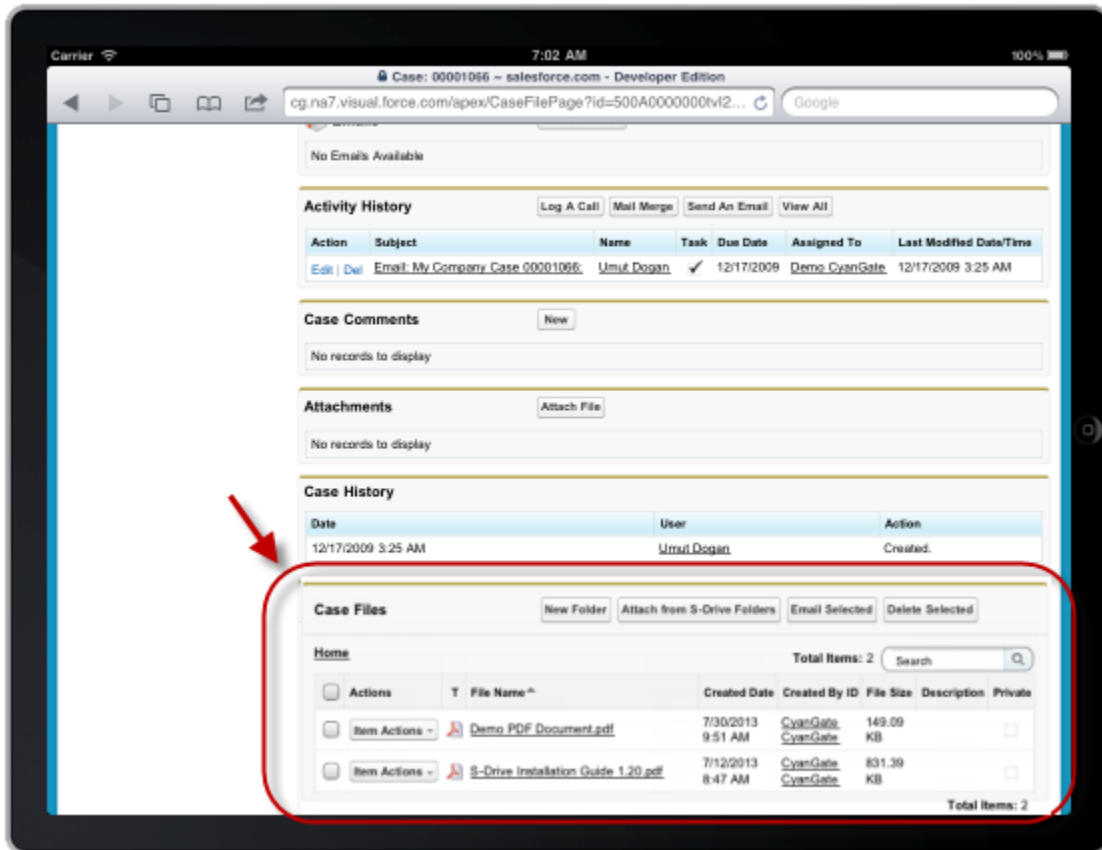 Carrier 7:02 AM 100%
Case: 00001066 ~ salesforce.com - Developer Edition
cg.na7.visual.force.com/apex/CaseFilePage?id=500A0000000tvI2... Google
No Emails Available
Activity History Log A Call Mail Merge Send An Email View All
Action Subject Name Task Due Date Assigned To Last Modified Date/Time
Edit | Del Email: My Company Case 00001066: Umut Dogan 12/17/2009 Demo CyanGate 12/17/2009 3:25 AM
Case Comments New
No records to display
Attachments Attach File
No records to display
Case History
Date User Action
12/17/2009 3:25 AM Umut Dogan Created.
Case Files New Folder Attach from S-Drive Folders Email Selected Delete Selected
Home Total Items: 2 Search
Actions T File Name Created Date Created By ID File Size Description Private
Item Actions Demo PDF Document.pdf 7/30/2013 CyanGate 149.09
9:51 AM CyanGate KB
Item Actions S-Drive Installation Guide 1.20.pdf 7/12/2013 CyanGate 831.39
8:47 AM CyanGate KB
Total Items: 2